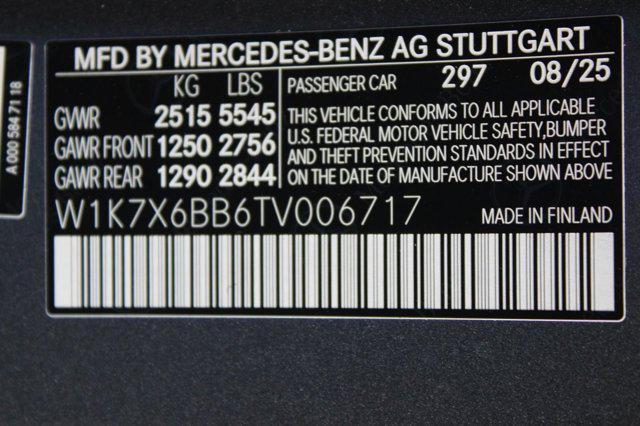 MFD BY MERCEDES-BENZ AG STUTTGART
KG LBS
GVWR 2515 5545
GAWR FRONT 1250 2756
GAWR REAR 1290 2844
PASSENGER CAR 297 08/25
THIS VEHICLE CONFORMS TO ALL APPLICABLE
U.S. FEDERAL MOTOR VEHICLE SAFETY,BUMPER
AND THEFT PREVENTION STANDARDS IN EFFECT
ON THE DATE OF MANUFACTURE SHOWN ABOVE
W1K7X6BB6TV006717 MADE IN FINLAND
A 000 584 71 18